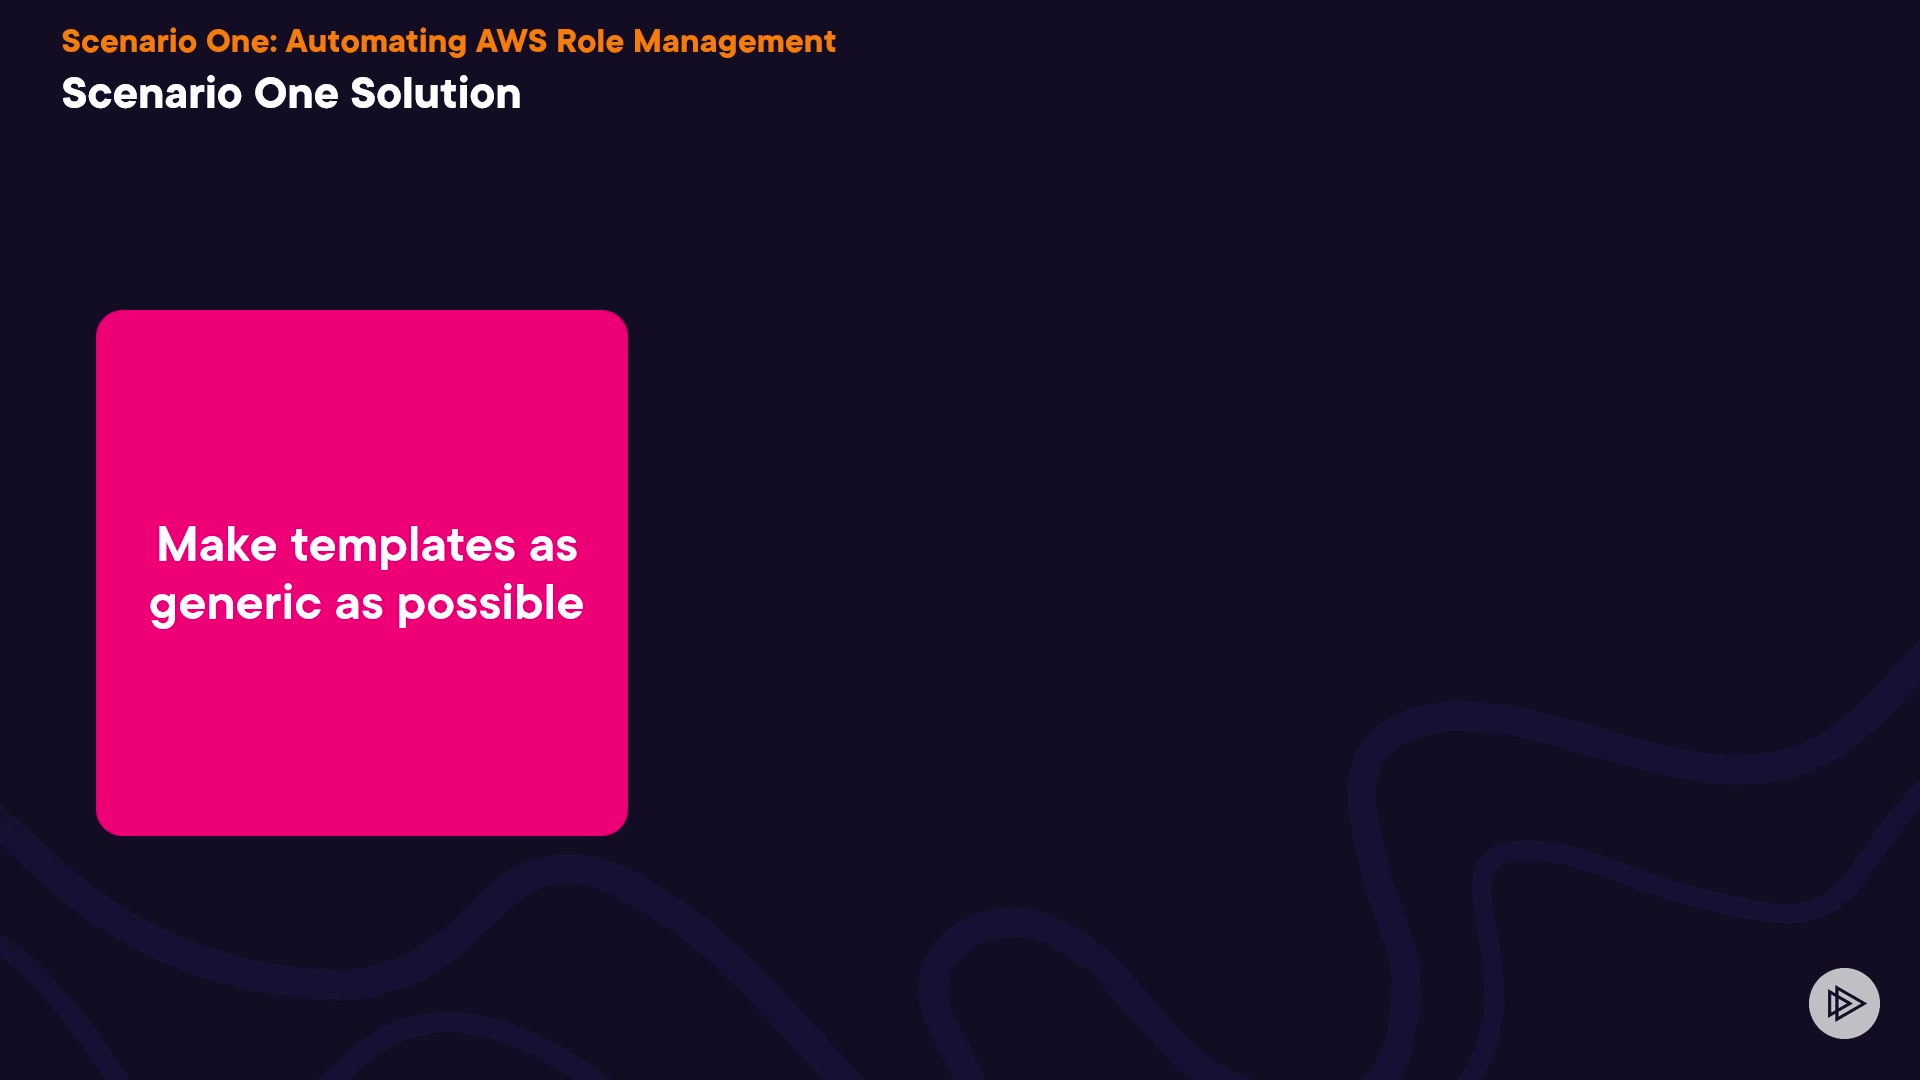 Scenario One: Automating AWS Role Management
Scenario One Solution
Make templates as
generic as possible